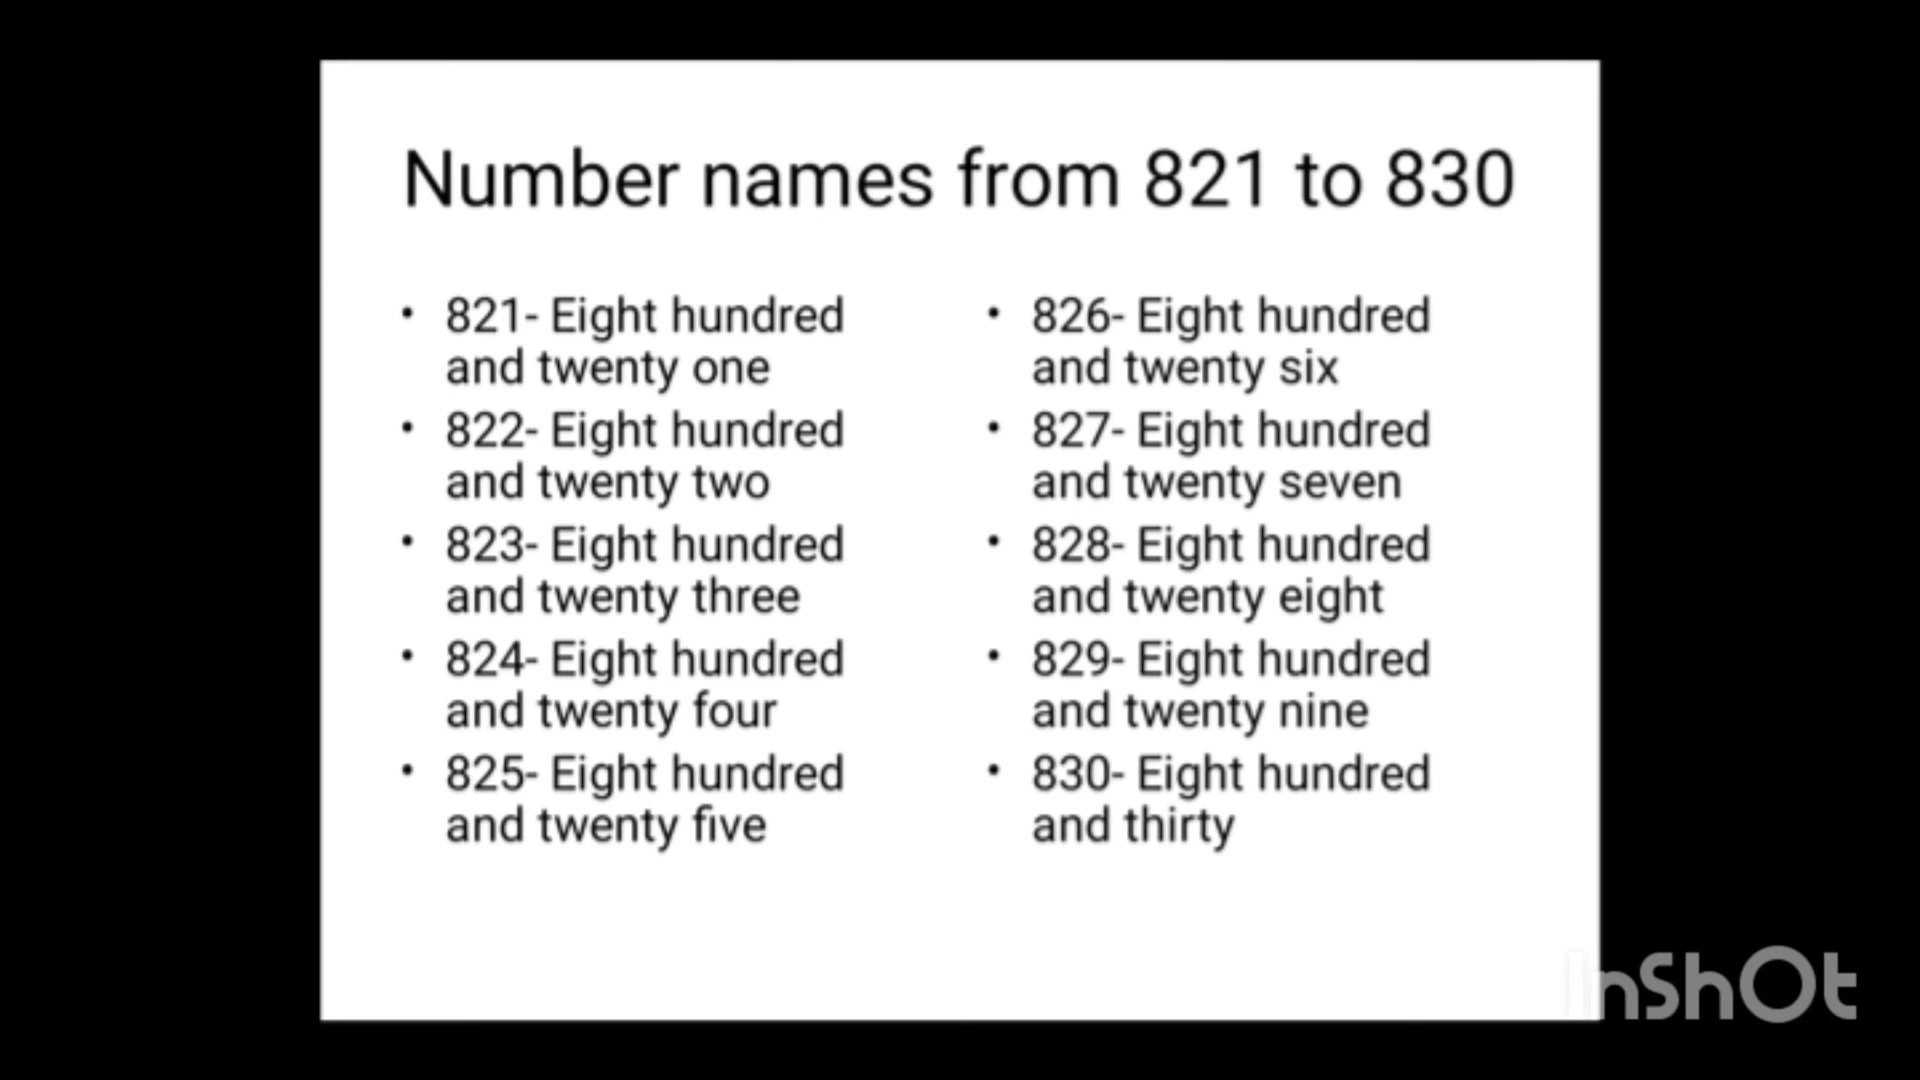 Number names from 821 to 830
• 821- Eight hundred
and twenty one
• 822- Eight hundred
and twenty two
• 823- Eight hundred
and twenty three
• 824- Eight hundred
and twenty four
• 825- Eight hundred
and twenty five
• 826- Eight hundred
and twenty six
• 827- Eight hundred
and twenty seven
• 828- Eight hundred
and twenty eight
• 829- Eight hundred
and twenty nine
• 830- Eight hundred
and thirty
InShOt